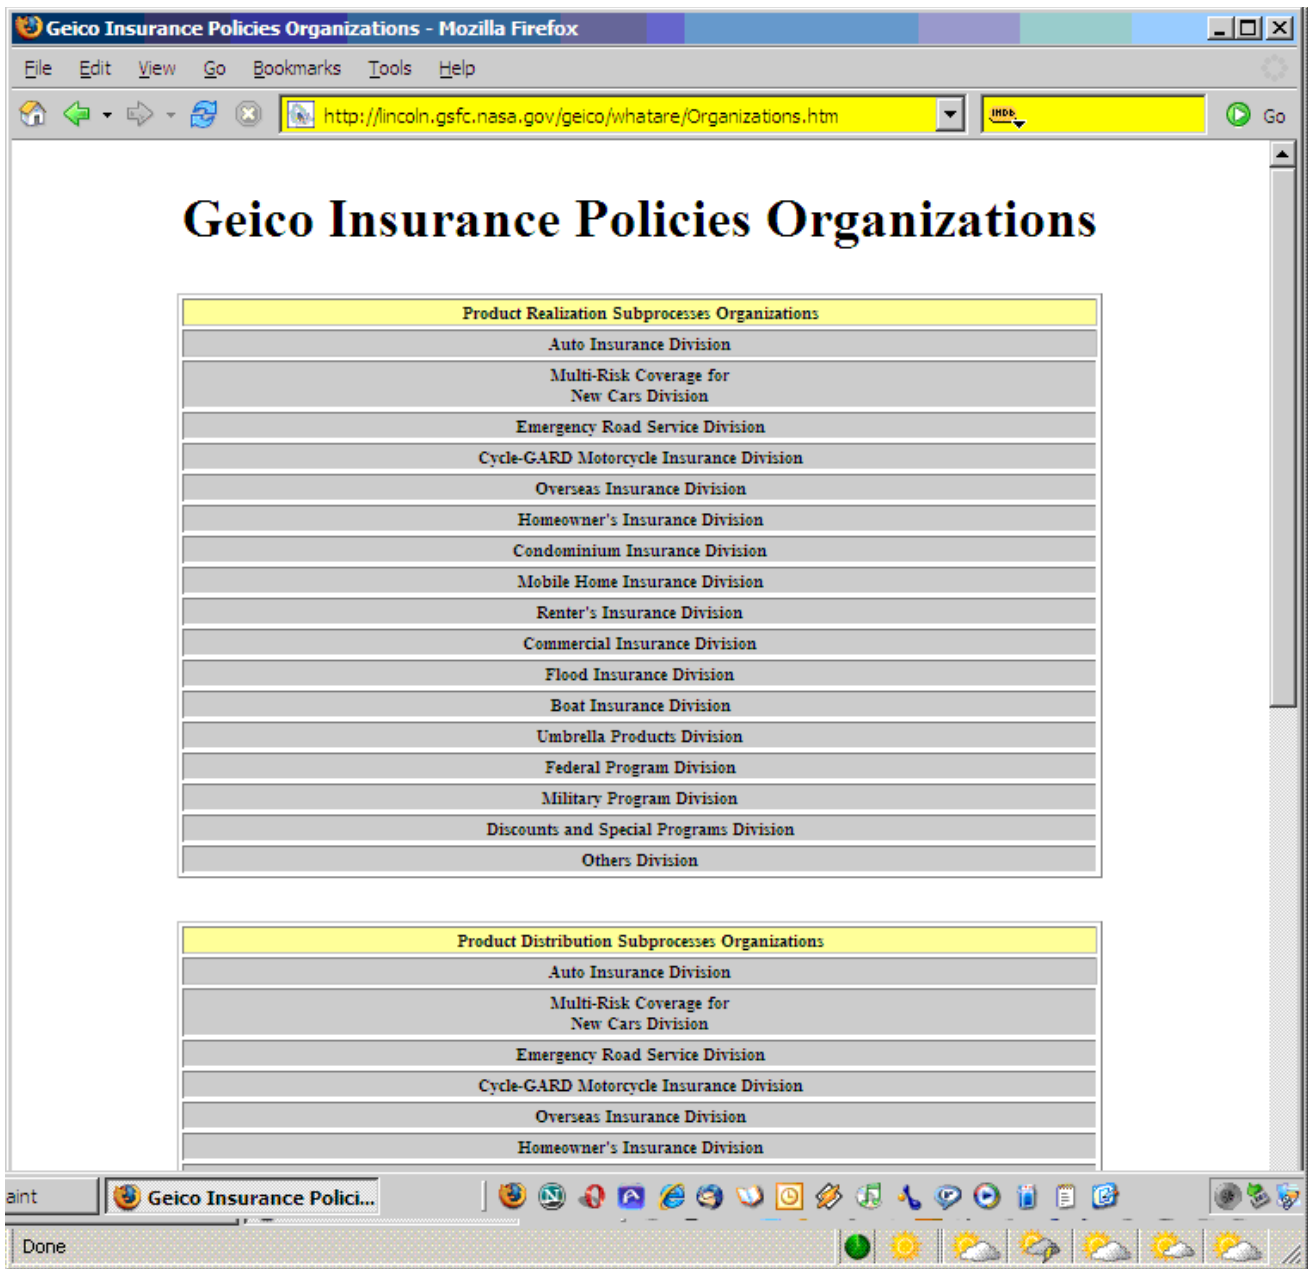 Geico Insurance Policies Organizations - Mozilla Firefox
File Edit View Go Bookmarks Tools Help
http://lincoln.gsfc.nasa.gov/geico/whatare/Organizations.htm IMDb Go
Geico Insurance Policies Organizations
Product Realization Subprocesses Organizations
Auto Insurance Division
Multi-Risk Coverage for
New Cars Division
Emergency Road Service Division
Cycle-GARD Motorcycle Insurance Division
Overseas Insurance Division
Homeowner's Insurance Division
Condominium Insurance Division
Mobile Home Insurance Division
Renter's Insurance Division
Commercial Insurance Division
Flood Insurance Division
Boat Insurance Division
Umbrella Products Division
Federal Program Division
Military Program Division
Discounts and Special Programs Division
Others Division
Product Distribution Subprocesses Organizations
Auto Insurance Division
Multi-Risk Coverage for
New Cars Division
Emergency Road Service Division
Cycle-GARD Motorcycle Insurance Division
Overseas Insurance Division
Homeowner's Insurance Division
aint Geico Insurance Polici...
Done